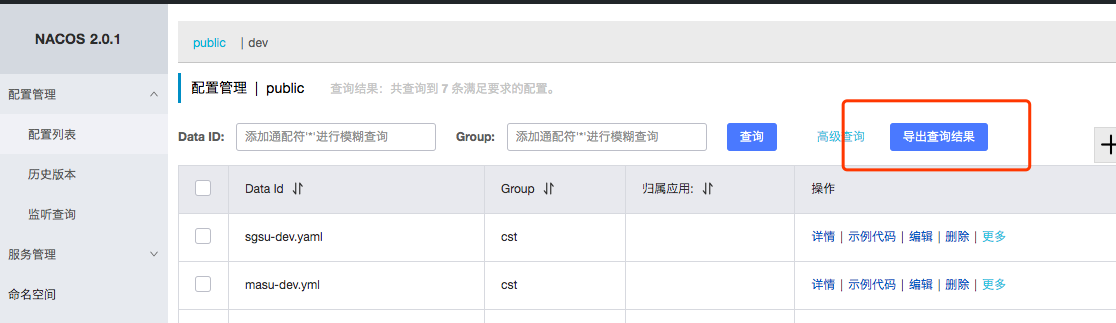 NACOS 2.0.1
配置管理
配置列表
历史版本
监听查询
服务管理
命名空间
public | dev
配置管理 | public 查询结果：共查询到 7 条满足要求的配置。
Data ID: 添加通配符'*'进行模糊查询 Group: 添加通配符'*'进行模糊查询 查询 高级查询 导出查询结果
Data Id Group 归属应用: 操作
sgsu-dev.yaml cst 详情 | 示例代码 | 编辑 | 删除 | 更多
masu-dev.yml cst 详情 | 示例代码 | 编辑 | 删除 | 更多